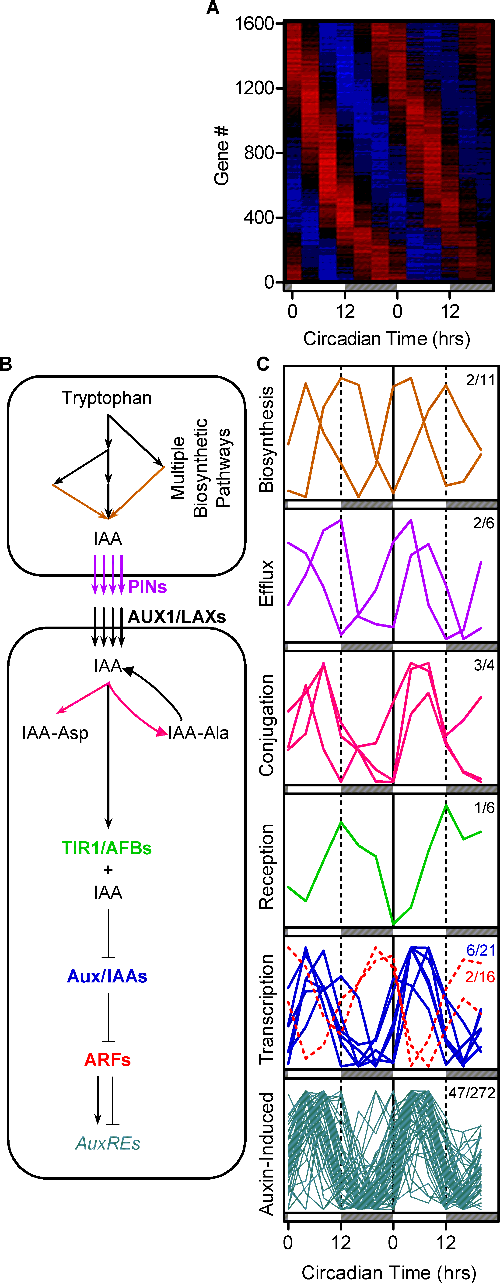 A
1600
1200
800
400
0
Gene #
0
12
0
12
Circadian Time (hrs)
B
Tryptophan
Multiple
Biosynthetic
Pathways
IAA
PINs
AUX1/LAXs
IAA
IAA-Asp
IAA-Ala
TIR1/AFBs
+
IAA
Aux/IAAs
ARFs
AuxREs
C
Biosynthesis
2/11
Efflux
2/6
Conjugation
3/4
Reception
1/6
Transcription
6/21
2/16
Auxin-Induced
47/272
0
12
0
12
Circadian Time (hrs)